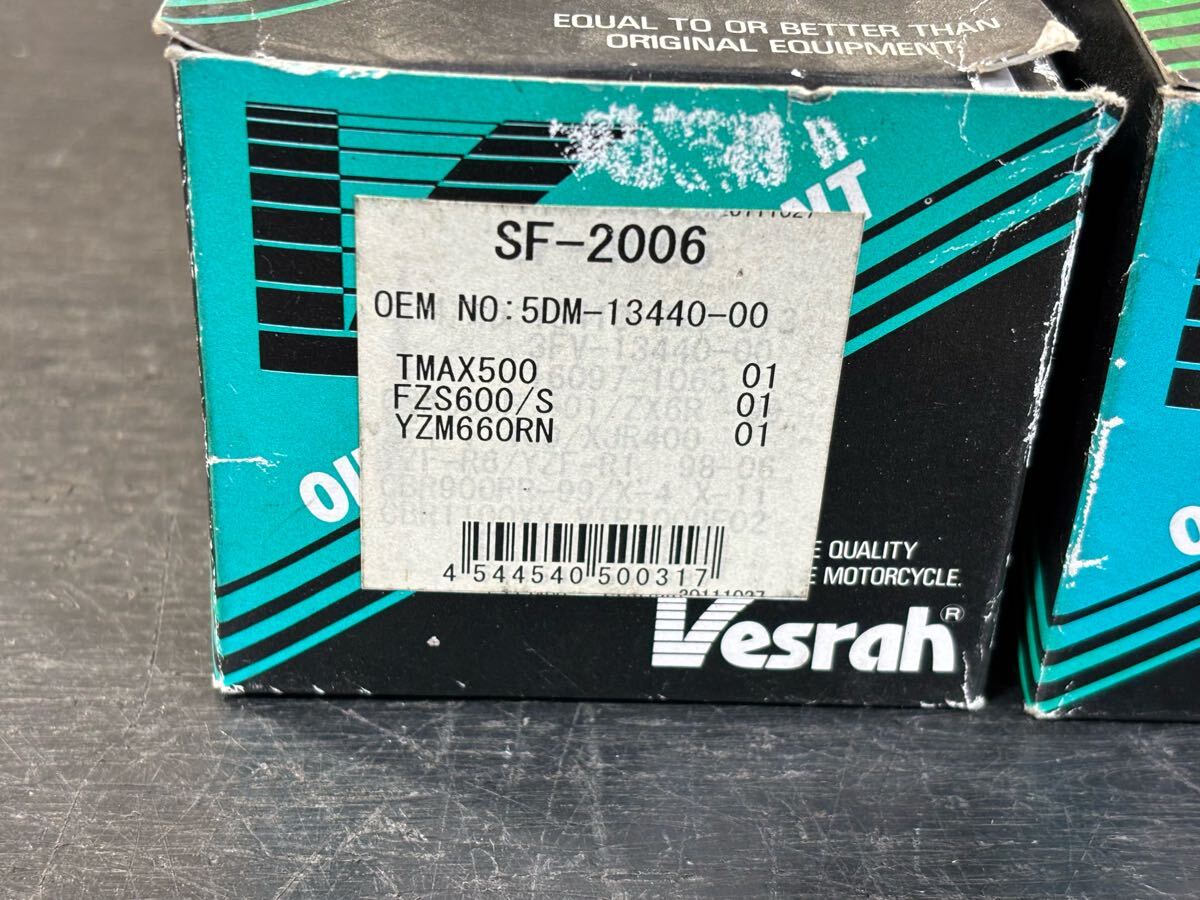 EQUAL TO OR BETTER THAN
ORIGINAL EQUIPMENT
SF-2006
OEM NO:5DM-13440-00
TMAX500 01
FZS600/S 01
YZM660RN 01
4 544540 500317
QUALITY
MOTORCYCLE.
Vesrah®